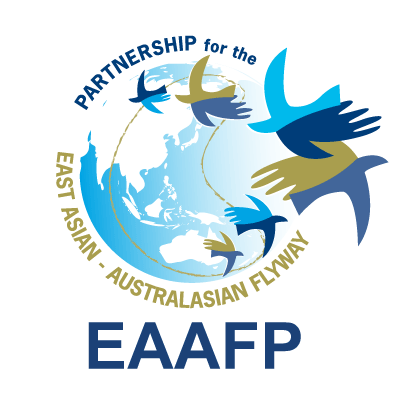 PARTNERSHIP for the
EAST ASIAN - AUSTRALASIAN FLYWAY
EAAFP